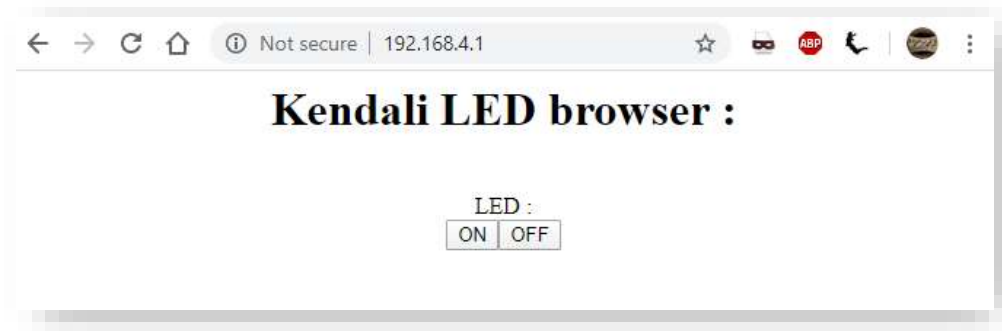 Not secure | 192.168.4.1 ABP
Kendali LED browser :
LED :
ON OFF